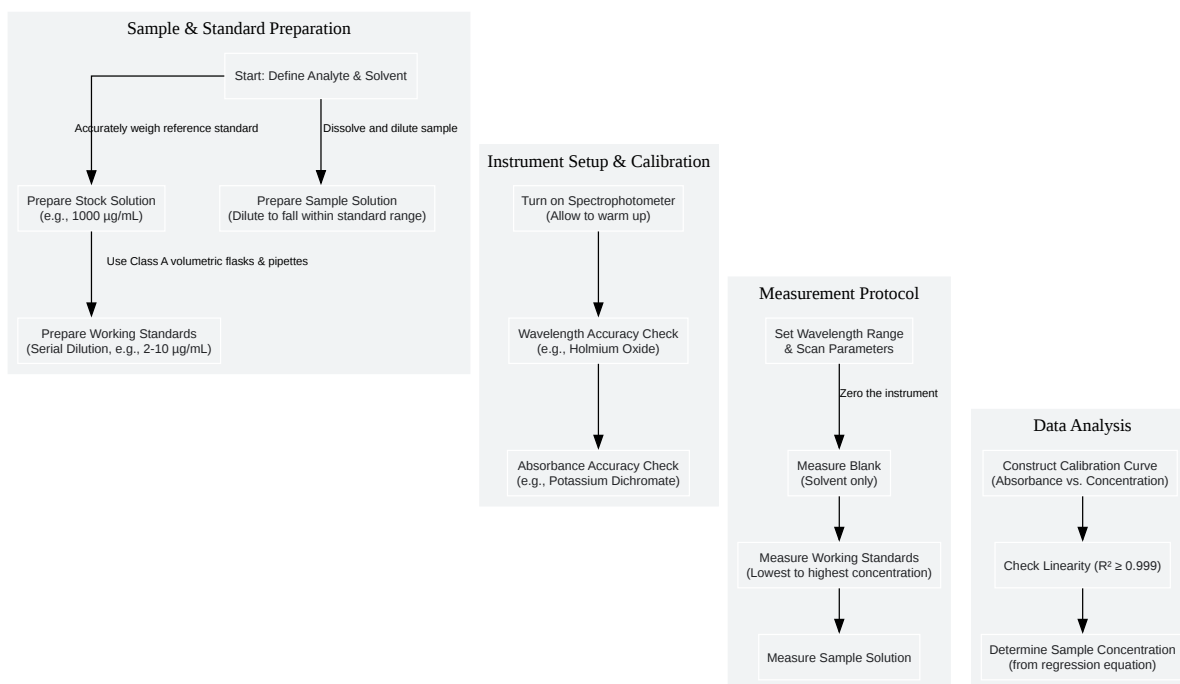 Sample & Standard Preparation
Start: Define Analyte & Solvent
Accurately weigh reference standard
Dissolve and dilute sample
Prepare Stock Solution
(e.g., 1000 µg/mL)
Prepare Sample Solution
(Dilute to fall within standard range)
Use Class A volumetric flasks & pipettes
Prepare Working Standards
(Serial Dilution, e.g., 2-10 µg/mL)
Instrument Setup & Calibration
Turn on Spectrophotometer
(Allow to warm up)
Wavelength Accuracy Check
(e.g., Holmium Oxide)
Absorbance Accuracy Check
(e.g., Potassium Dichromate)
Measurement Protocol
Set Wavelength Range
& Scan Parameters
Zero the instrument
Measure Blank
(Solvent only)
Measure Working Standards
(Lowest to highest concentration)
Measure Sample Solution
Data Analysis
Construct Calibration Curve
(Absorbance vs. Concentration)
Check Linearity (R² ≥ 0.999)
Determine Sample Concentration
(from regression equation)